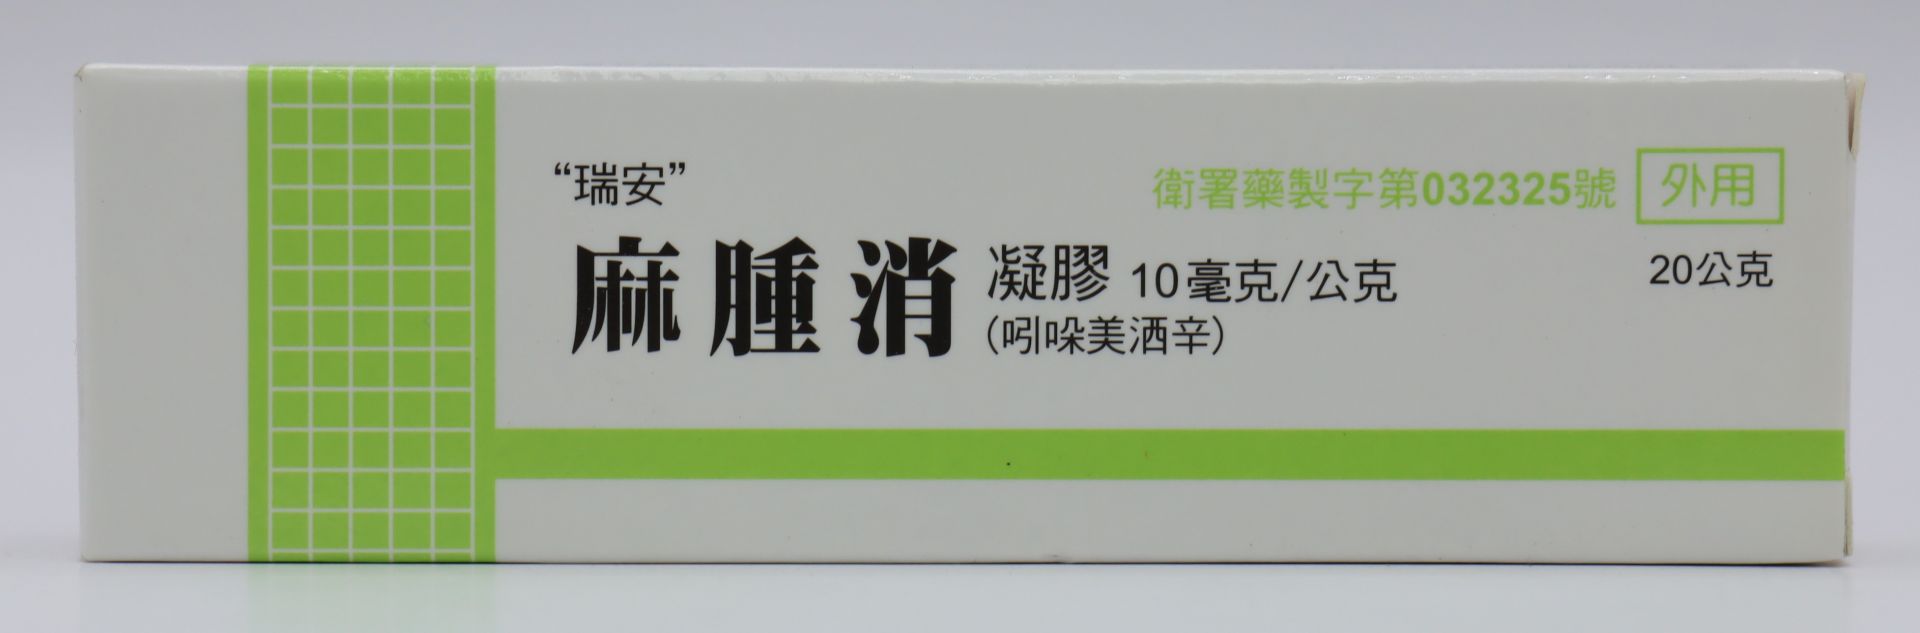 “瑞安”
衛署藥製字第032325號 外用
麻腫消 凝膠 10毫克/公克
20公克
(吲哚美洒辛)